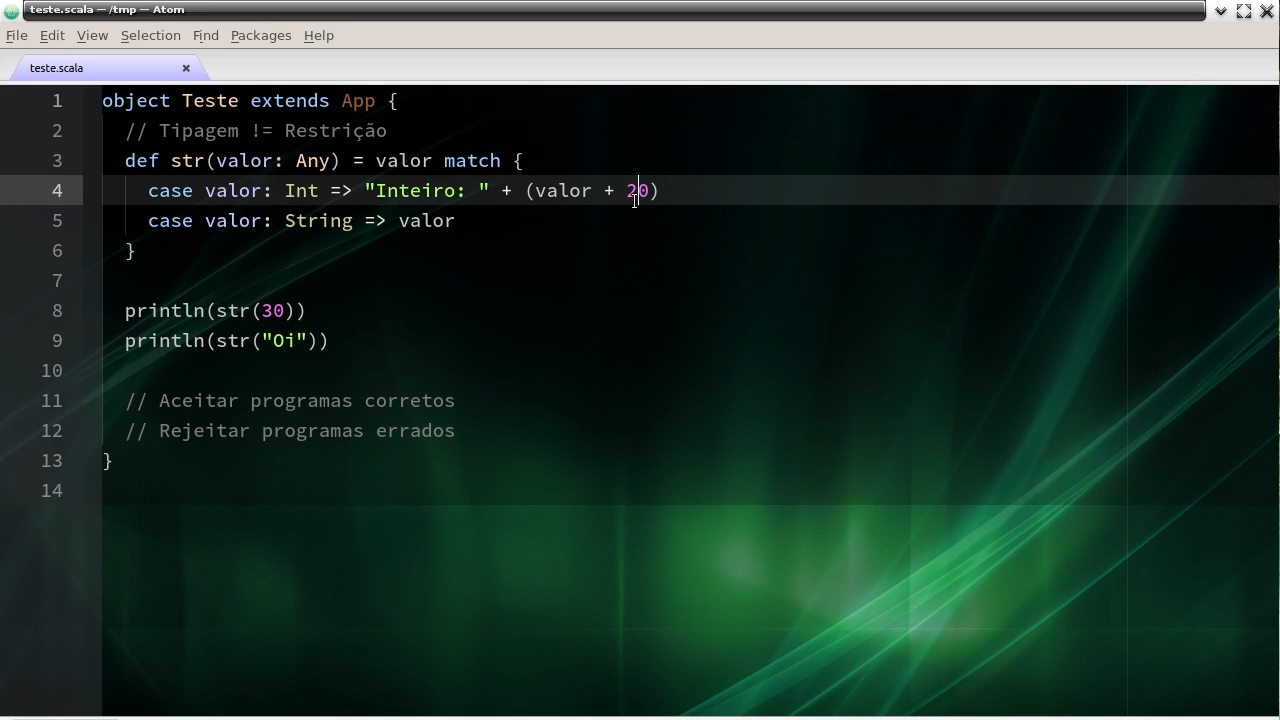 teste.scala — /tmp — Atom
File Edit View Selection Find Packages Help
teste.scala
1 object Teste extends App {
2   // Tipagem != Restrição
3   def str(valor: Any) = valor match {
4     case valor: Int => "Inteiro: " + (valor + 20)
5     case valor: String => valor
6   }
7
8   println(str(30))
9   println(str("Oi"))
10
11   // Aceitar programas corretos
12   // Rejeitar programas errados
13 }
14